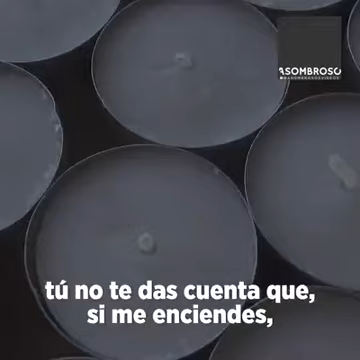 ASOMBROSO
tú no te das cuenta que,
si me enciendes,